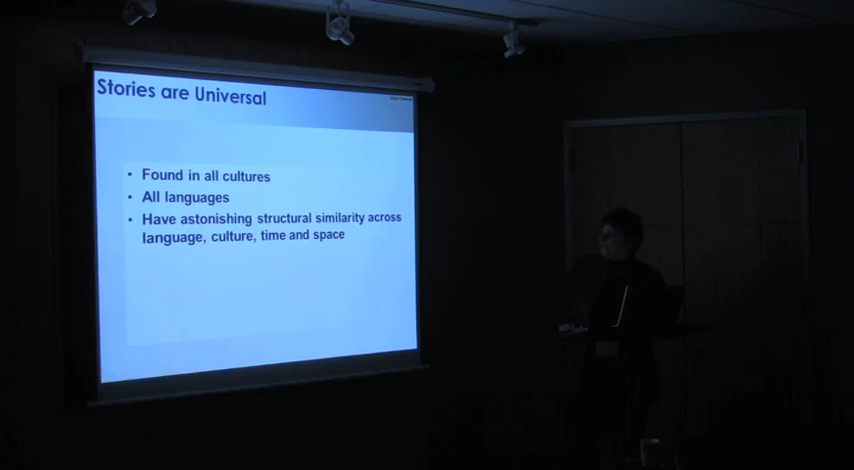 Stories are Universal
• Found in all cultures
• All languages
• Have astonishing structural similarity across
language, culture, time and space